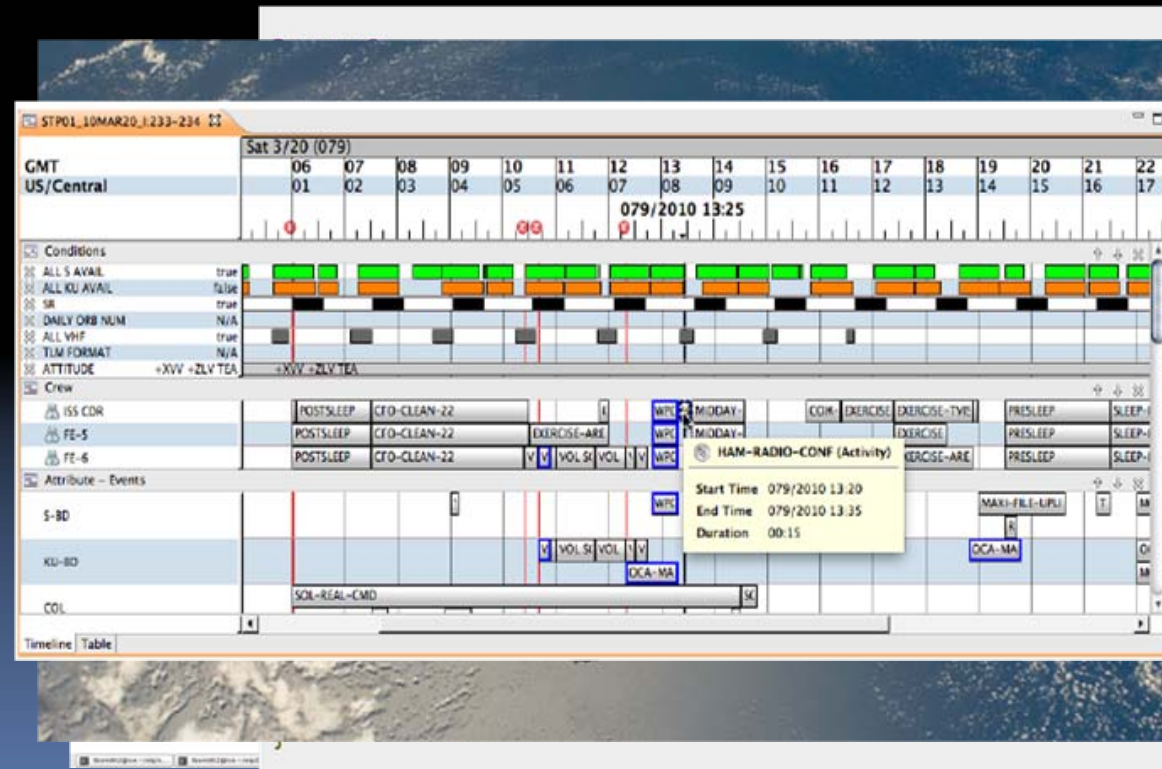 STP01_10MAR20_I:233-234
Sat 3/20 (079)
GMT 06 07 08 09 10 11 12 13 14 15 16 17 18 19 20 21 22
US/Central 01 02 03 04 05 06 07 08 09 10 11 12 13 14 15 16 17
079/2010 13:25
Conditions
ALL S AVAIL true
ALL KU AVAIL false
SR true
DAILY ORB NUM N/A
ALL VHF true
TLM FORMAT N/A
ATTITUDE +XVV +ZLV TEA +XVV +ZLV TEA
Crew
ISS CDR POSTSLEEP CFO-CLEAN-22 WPC MIDDAY- COM- EXERCISE EXERCISE-TVE PRESLEEP SLEEP-
FE-5 POSTSLEEP CFO-CLEAN-22 EXERCISE-ARE WPC MIDDAY- EXERCISE PRESLEEP SLEEP-
FE-6 POSTSLEEP CFO-CLEAN-22 V V VOL SC VOL V V WPC XERCISE-ARE PRESLEEP SLEEP-
HAM-RADIO-CONF (Activity)
Start Time 079/2010 13:20
End Time 079/2010 13:35
Duration 00:15
Attribute - Events
S-BD WPC MAXI-FILE-UPLI T M
R
KU-BD V VOL SC VOL V V OCA-MA
OCA-MA
COL SOL-REAL-CMD SC
Timeline Table